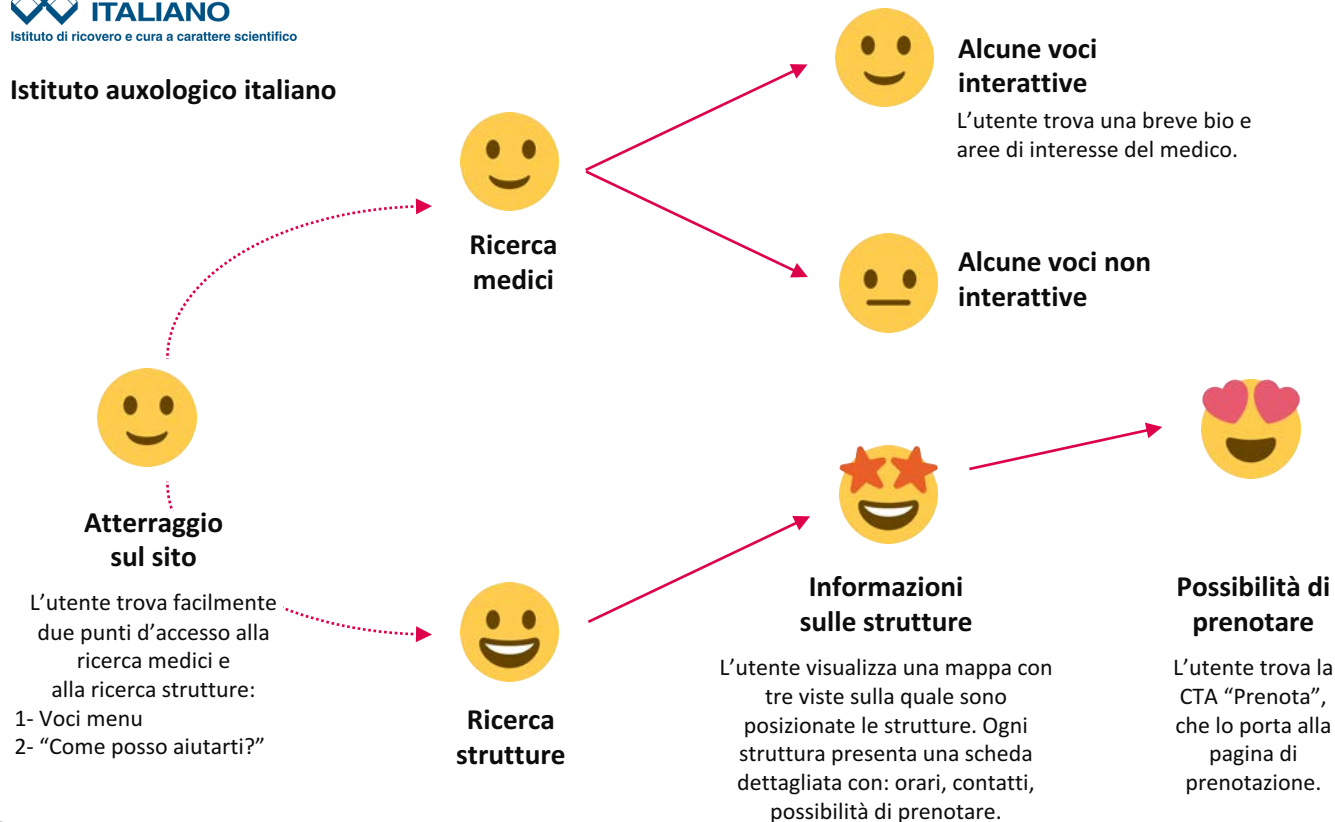 ITALIANO
Istituto di ricovero e cura a carattere scientifico
Istituto auxologico italiano
Ricerca
medici
Alcune voci
interattive
L’utente trova una breve bio e
aree di interesse del medico.
Alcune voci non
interattive
Atterraggio
sul sito
L’utente trova facilmente
due punti d’accesso alla
ricerca medici e
alla ricerca strutture:
1- Voci menu
2- “Come posso aiutarti?”
Ricerca
strutture
Informazioni
sulle strutture
L’utente visualizza una mappa con
tre viste sulla quale sono
posizionate le strutture. Ogni
struttura presenta una scheda
dettagliata con: orari, contatti,
possibilità di prenotare.
Possibilità di
prenotare
L’utente trova la
CTA “Prenota”,
che lo porta alla
pagina di
prenotazione.